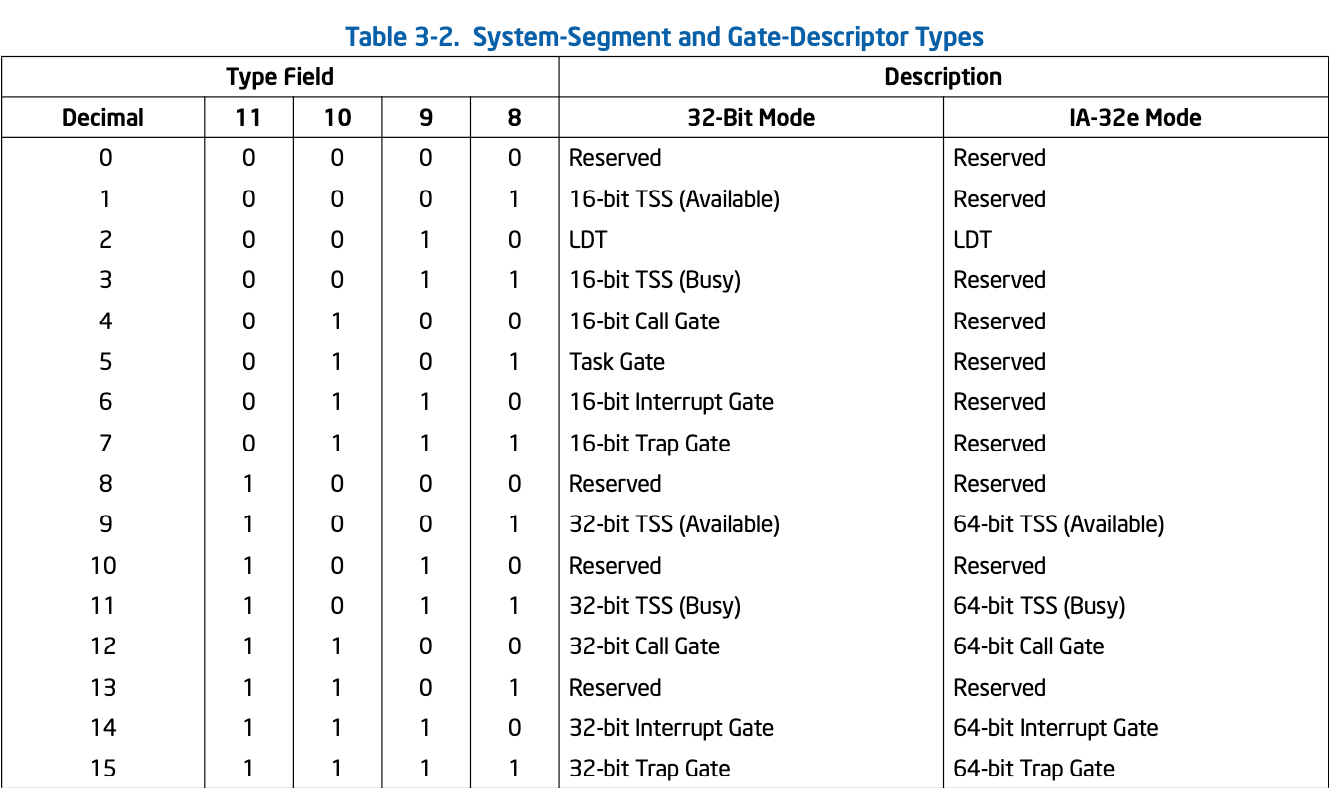 Table 3-2. System-Segment and Gate-Descriptor Types
Type Field Description
Decimal 11 10 9 8 32-Bit Mode IA-32e Mode
0 0 0 0 0 Reserved Reserved
1 0 0 0 1 16-bit TSS (Available) Reserved
2 0 0 1 0 LDT LDT
3 0 0 1 1 16-bit TSS (Busy) Reserved
4 0 1 0 0 16-bit Call Gate Reserved
5 0 1 0 1 Task Gate Reserved
6 0 1 1 0 16-bit Interrupt Gate Reserved
7 0 1 1 1 16-bit Trap Gate Reserved
8 1 0 0 0 Reserved Reserved
9 1 0 0 1 32-bit TSS (Available) 64-bit TSS (Available)
10 1 0 1 0 Reserved Reserved
11 1 0 1 1 32-bit TSS (Busy) 64-bit TSS (Busy)
12 1 1 0 0 32-bit Call Gate 64-bit Call Gate
13 1 1 0 1 Reserved Reserved
14 1 1 1 0 32-bit Interrupt Gate 64-bit Interrupt Gate
15 1 1 1 1 32-bit Trap Gate 64-bit Trap Gate